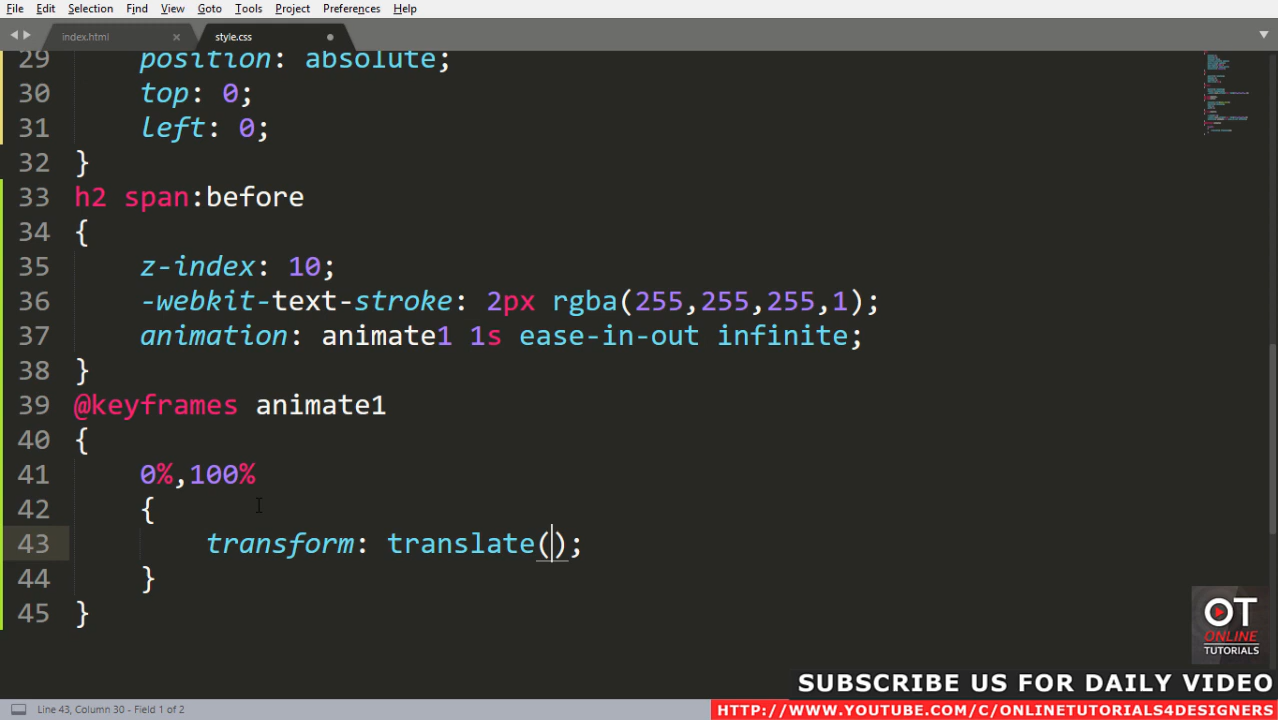 File Edit Selection Find View Goto Tools Project Preferences Help
index.html × style.css
29 position: absolute;
30 top: 0;
31 left: 0;
32 }
33 h2 span:before
34 {
35 z-index: 10;
36 -webkit-text-stroke: 2px rgba(255,255,255,1);
37 animation: animate1 1s ease-in-out infinite;
38 }
39 @keyframes animate1
40 {
41 0%,100%
42 {
43 transform: translate();
44 }
45 }
OT
ONLINE
TUTORIALS
SUBSCRIBE US FOR DAILY VIDEO
Line 43, Column 30 - Field 1 of 2
HTTP://WWW.YOUTUBE.COM/C/ONLINETUTORIALS4DESIGNERS